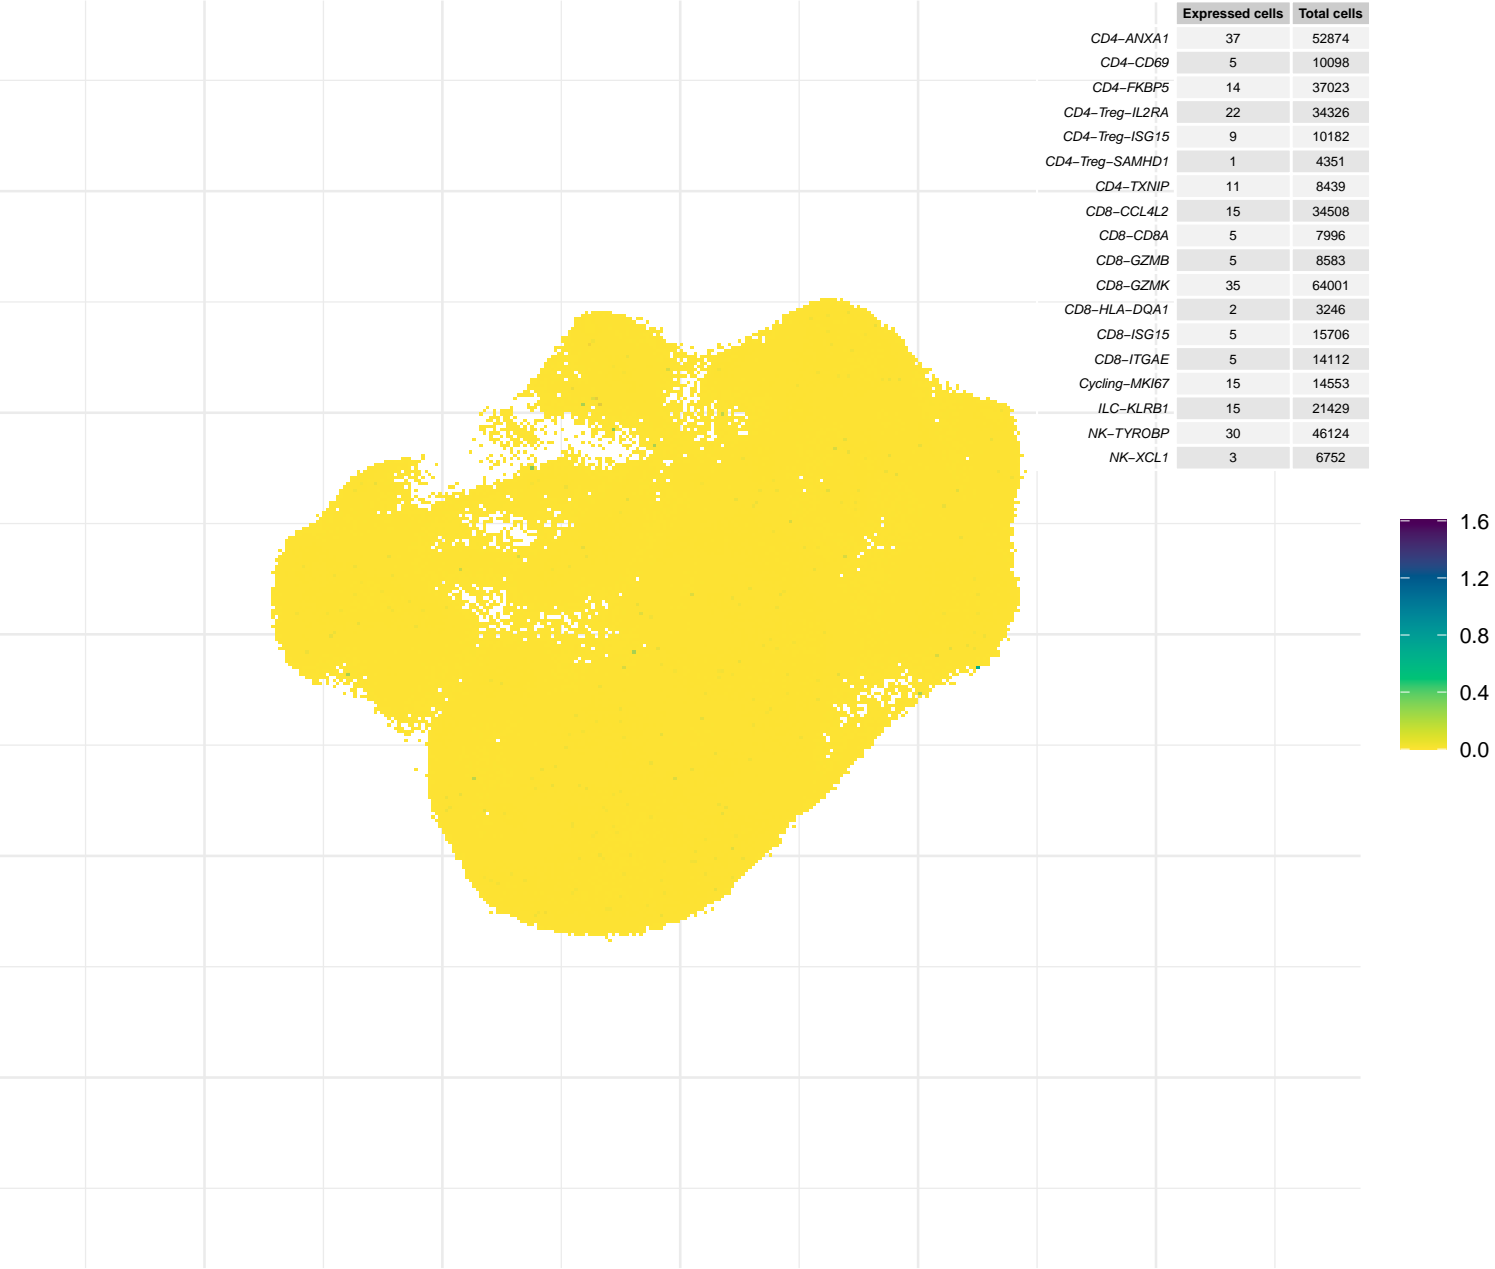 Expressed cells Total cells
CD4−ANXA1 37 52874
CD4−CD69 5 10098
CD4−FKBP5 14 37023
CD4−Treg−IL2RA 22 34326
CD4−Treg−ISG15 9 10182
CD4−Treg−SAMHD1 1 4351
CD4−TXNIP 11 8439
CD8−CCL4L2 15 34508
CD8−CD8A 5 7996
CD8−GZMB 5 8583
CD8−GZMK 35 64001
CD8−HLA−DQA1 2 3246
CD8−ISG15 5 15706
CD8−ITGAE 5 14112
Cycling−MKI67 15 14553
ILC−KLRB1 15 21429
NK−TYROBP 30 46124
NK−XCL1 3 6752
1.6
1.2
0.8
0.4
0.0